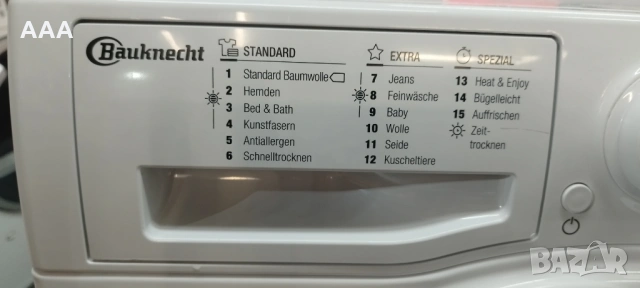 AAA
Bauknecht
STANDARD
1 Standard Baumwolle
2 Hemden
3 Bed & Bath
4 Kunstfasern
5 Antiallergen
6 Schnelltrocknen
EXTRA
7 Jeans
8 Feinwäsche
9 Baby
10 Wolle
11 Seide
12 Kuscheltiere
SPEZIAL
13 Heat & Enjoy
14 Bügelleicht
15 Auffrischen
Zeit-
trocknen
BAZAR